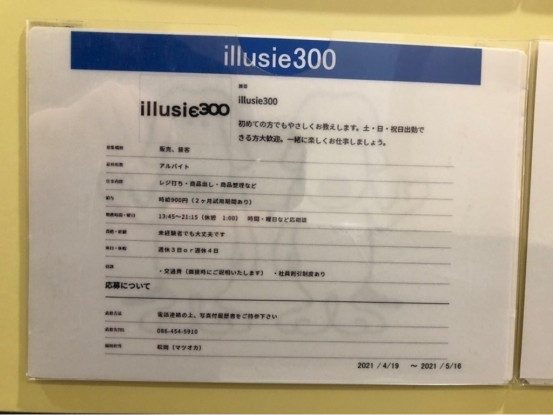 illusie300
illusie300
illusie300
初めての方でもやさしくお教えします。土・日・祝日出勤で
きる方大歓迎。一緒に楽しくお仕事しましょう。
販売、接客
アルバイト
レジ打ち・商品出し・商品整理など
給与 時給900円（2ヶ月試用期間あり）
13:45～21:15（休憩 1:00） 時間・曜日など応相談
未経験者でも大丈夫です
週休3日or週休4日
・交通費（面接時にご説明いたします） ・社員割引制度あり
応募について
電話連絡の上、写真付履歴書をご持参下さい
096-454-5910
松岡（マツオカ）
2021 / 4/19 ～ 2021 / 5/16